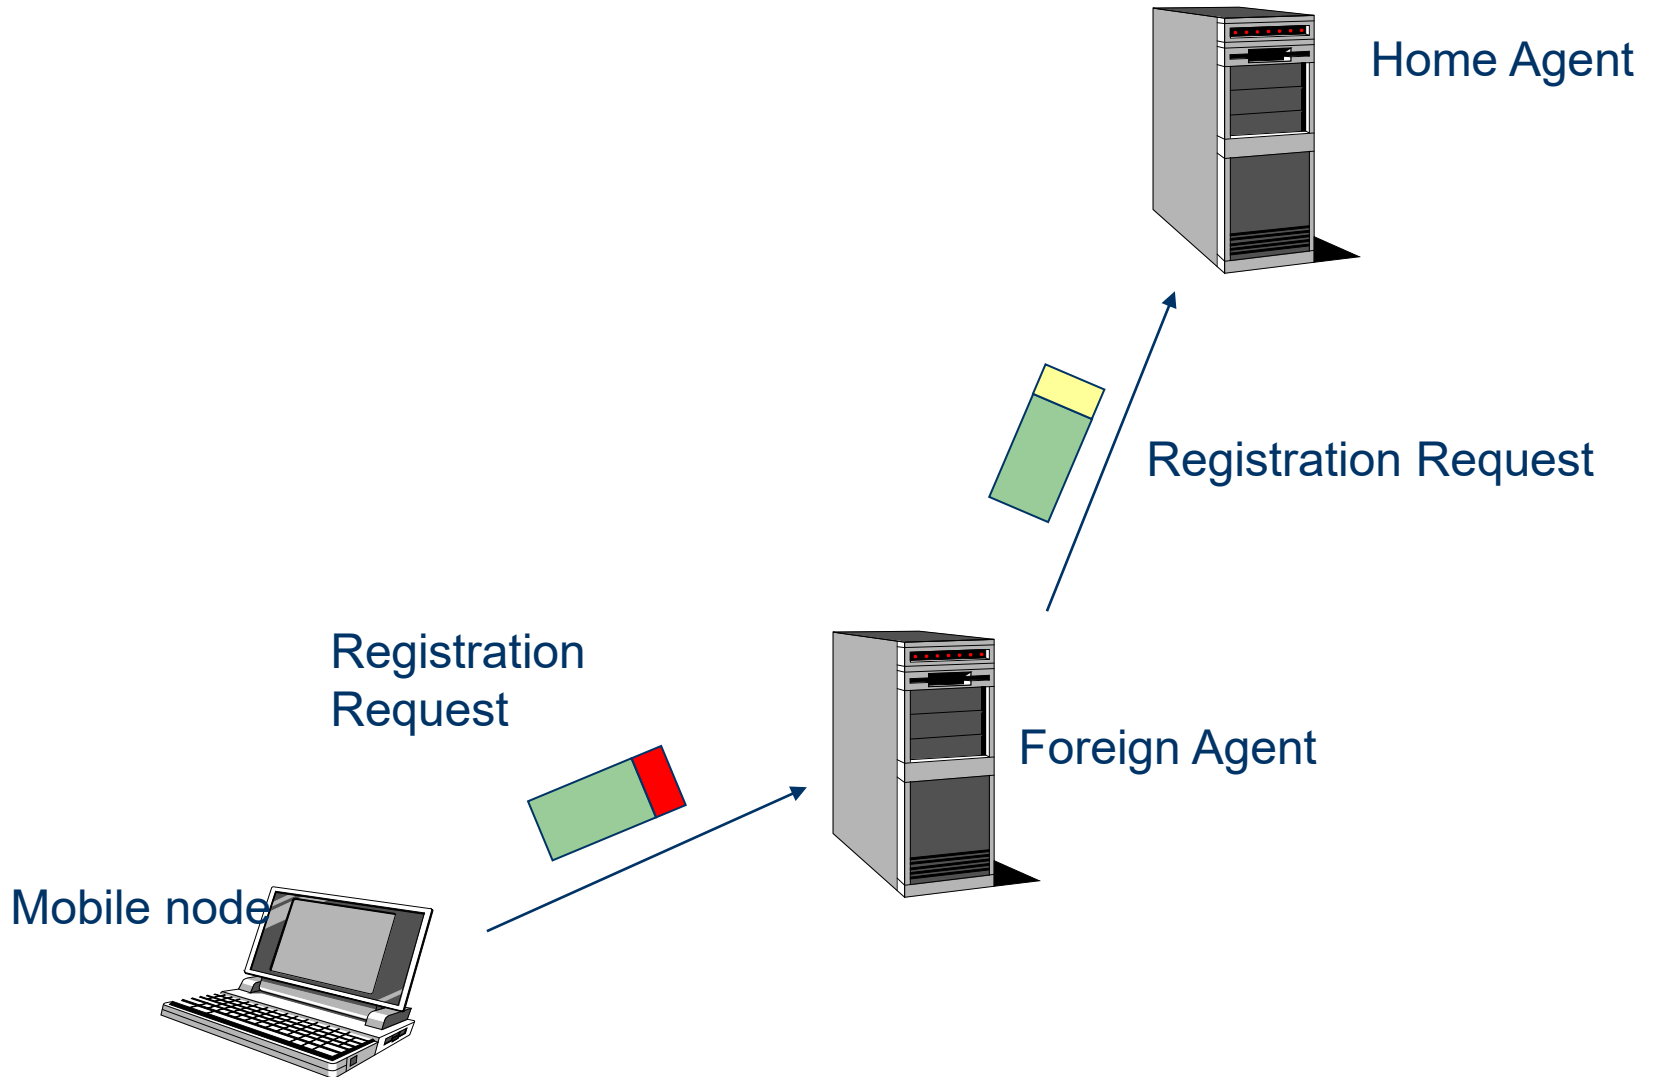 Home Agent
Registration Request
Registration
Request
Foreign Agent
Mobile node